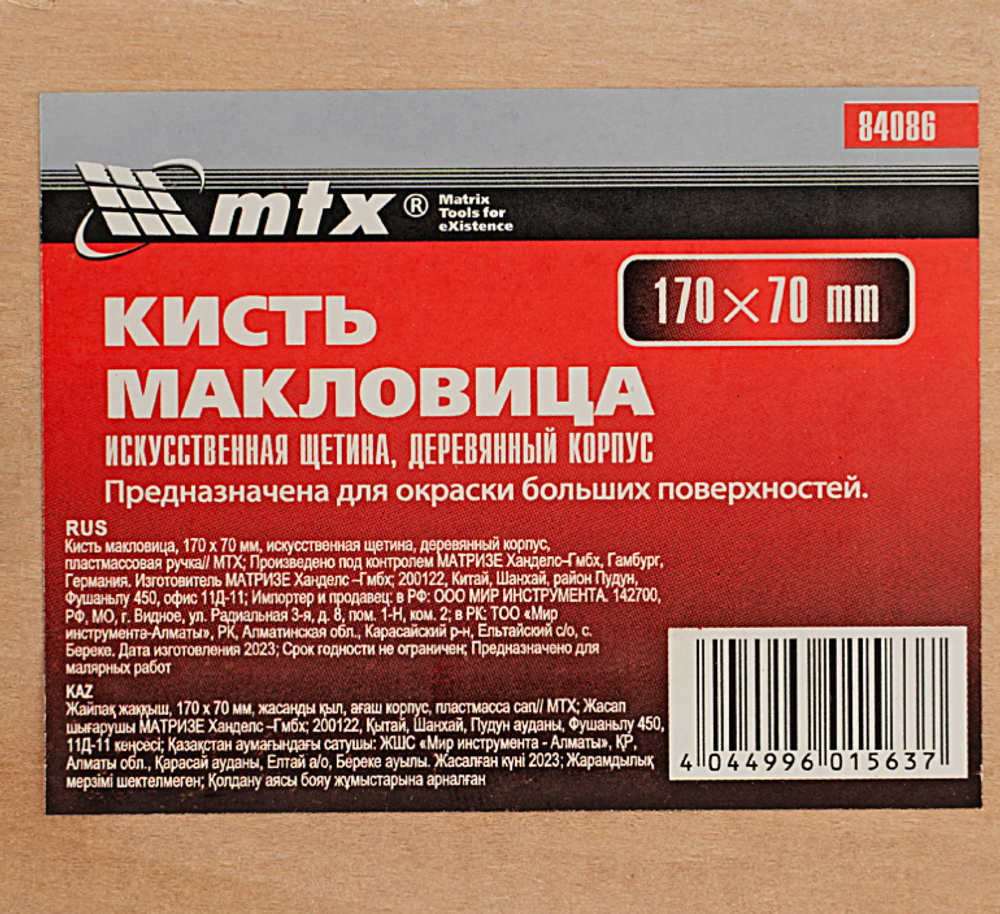 84086
mtx ® Matrix
Tools for
eXistence
170×70 mm
КИСТЬ
МАКЛОВИЦА
ИСКУССТВЕННАЯ ЩЕТИНА, ДЕРЕВЯННЫЙ КОРПУС
Предназначена для окраски больших поверхностей.
RUS
Кисть макловица, 170 х 70 мм, искусственная щетина, деревянный корпус,
пластмассовая ручка// МТХ; Произведено под контролем МАТРИЗЕ Ханделс–Гмбх, Гамбург,
Германия. Изготовитель МАТРИЗЕ Ханделс –Гмбх; 200122, Китай, Шанхай, район Пудун,
Фушаньлу 450, офис 11Д-11; Импортер и продавец: в РФ: ООО МИР ИНСТРУМЕНТА. 142700,
РФ, МО, г. Видное, ул. Радиальная 3-я, д. 8, пом. 1-Н, ком. 2; в РК: ТОО «Мир
инструмента-Алматы», РК, Алматинская обл., Карасайский р-н, Ельтайский с/о, с.
Береке. Дата изготовления 2023; Срок годности не ограничен; Предназначено для
малярных работ
KAZ
Жайпақ жаққыш, 170 х 70 мм, жасанды қыл, ағаш корпус, пластмасса сап// МТХ; Жасап
шығарушы МАТРИЗЕ Ханделс –Гмбх; 200122, Қытай, Шанхай, Пудун ауданы, Фушаньлу 450,
11Д-11 кеңсесі; Қазақстан аумағындағы сатушы: ЖШС «Мир инструмента - Алматы», ҚР,
Алматы обл., Қарасай ауданы, Елтай а/о, Береке ауылы. Жасалған күні 2023; Жарамдылық
мерзімі шектелмеген; Қолдану аясы бояу жұмыстарына арналған
4 044996 015637